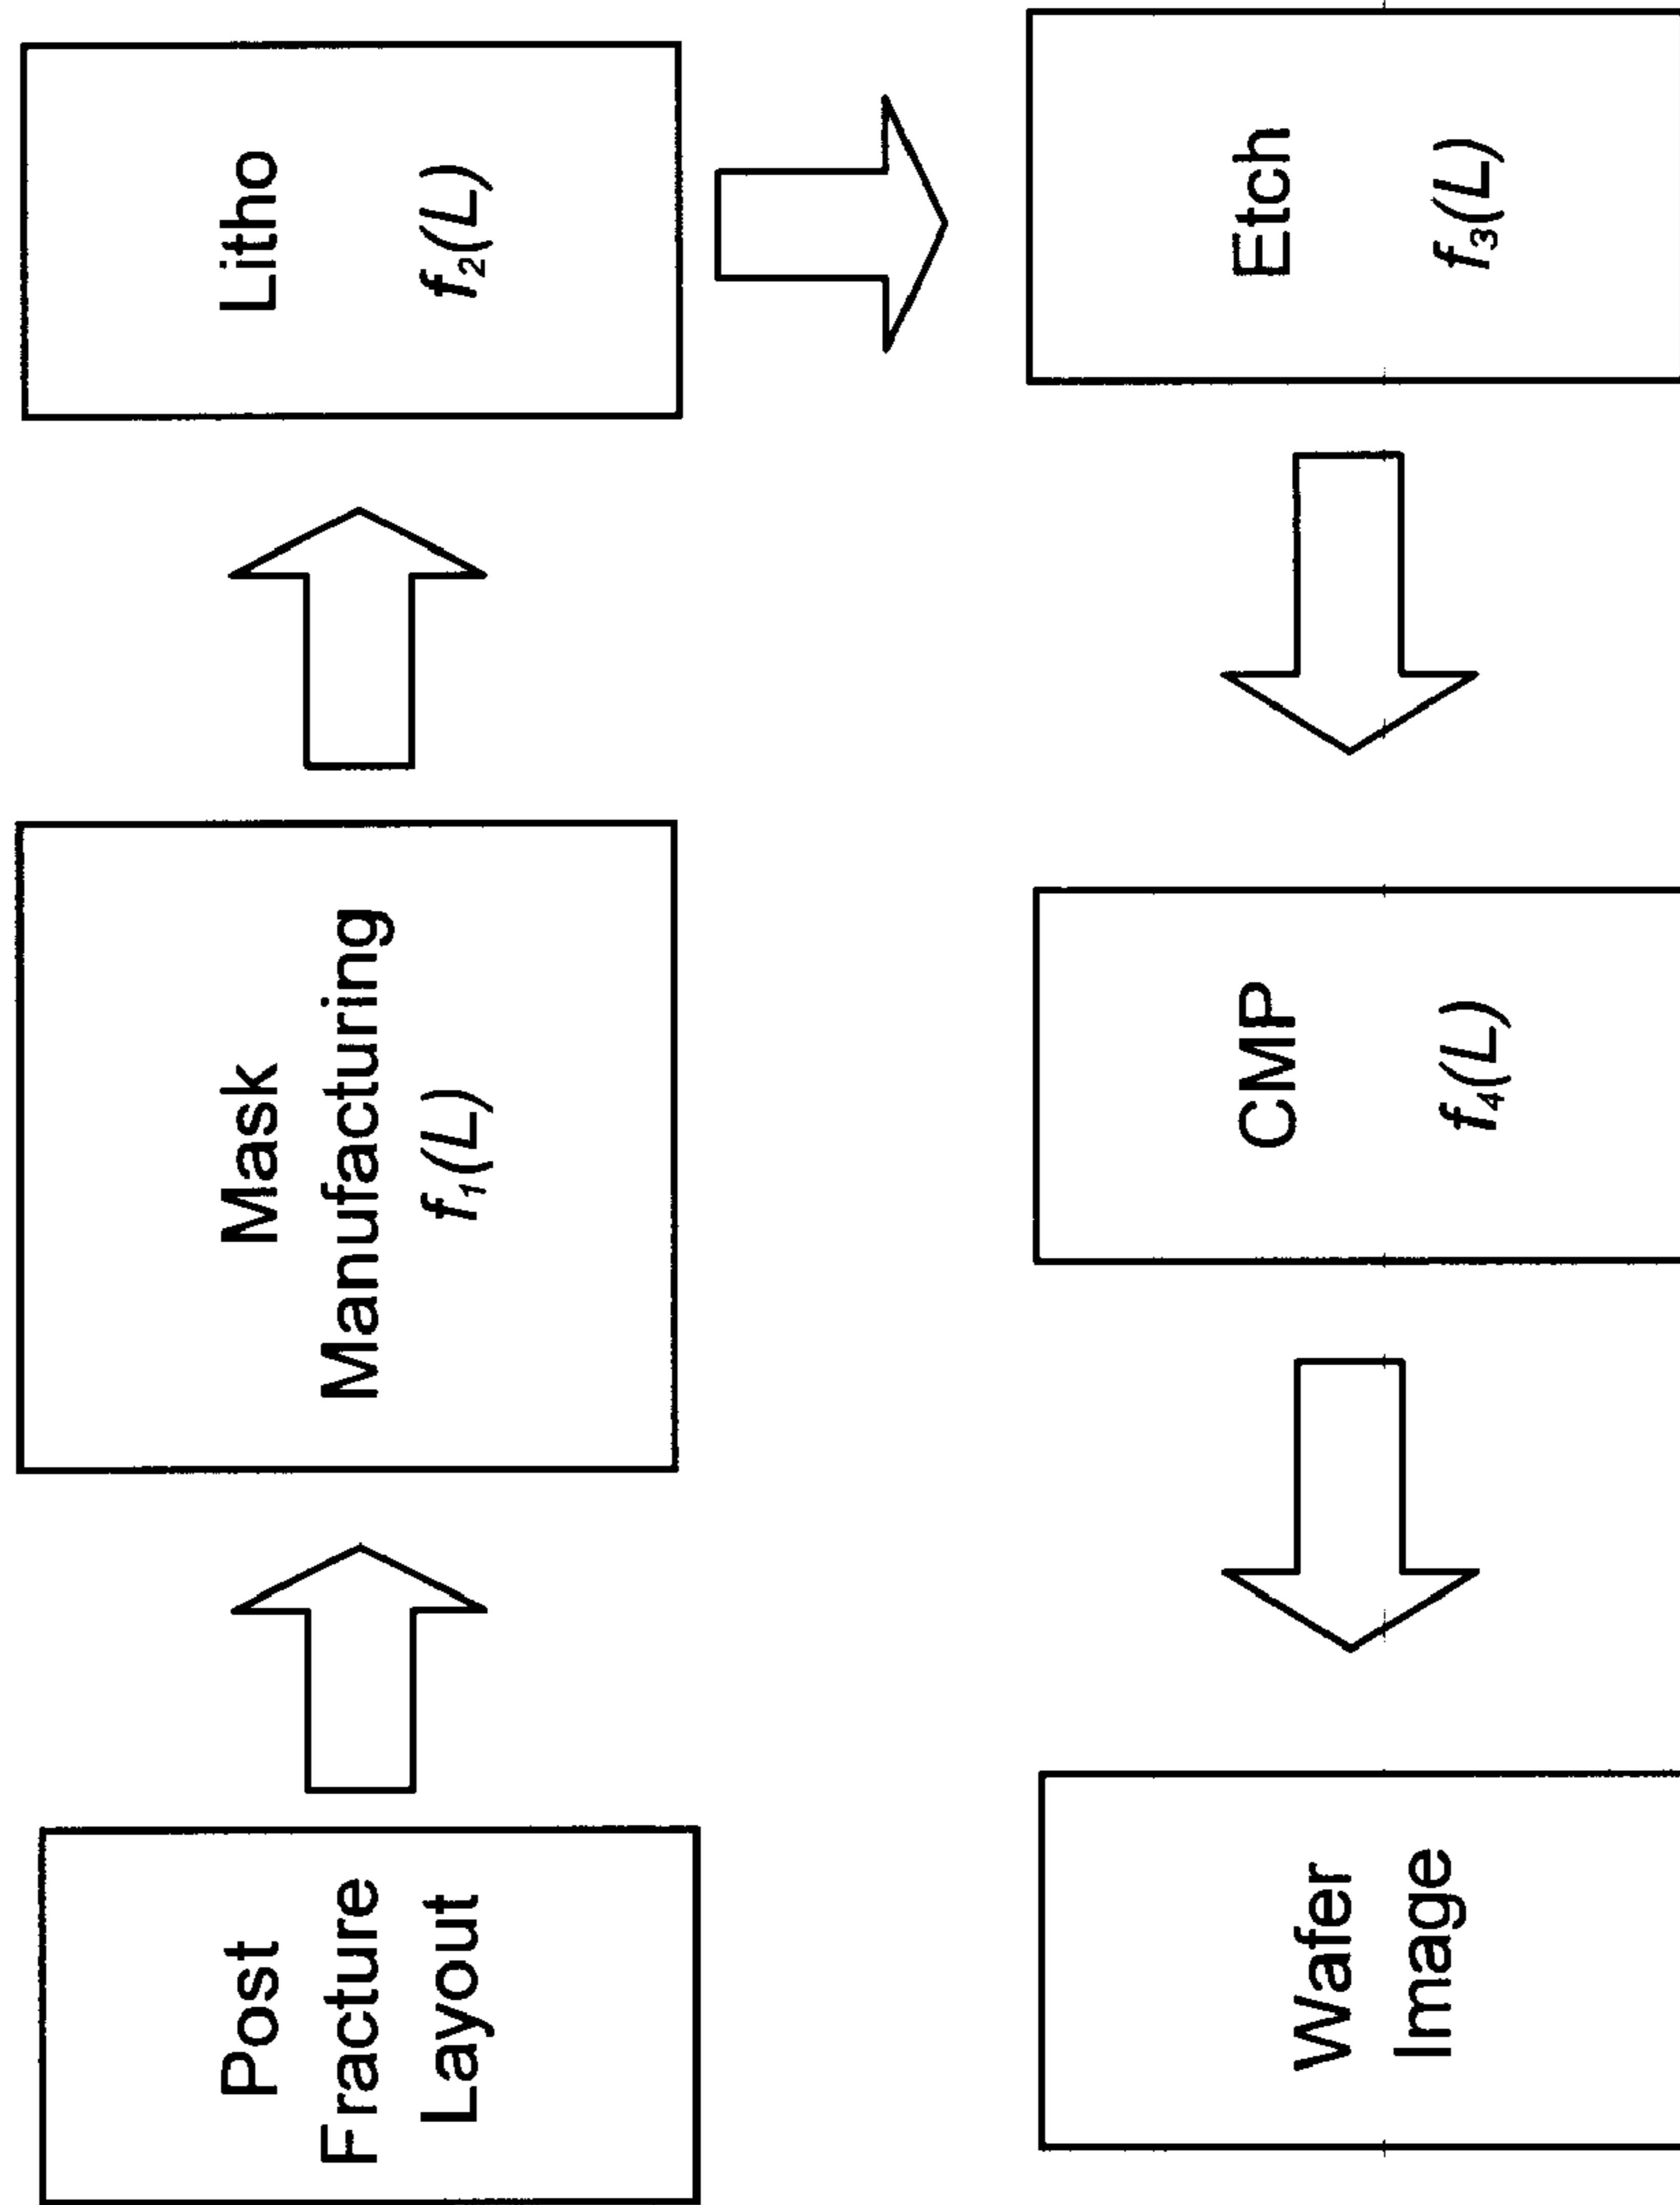 Post
Fracture
Layout
Mask
Manufacturing
f₁(L)
Litho
f₂(L)
Etch
f₃(L)
CMP
f₄(L)
Wafer
Image